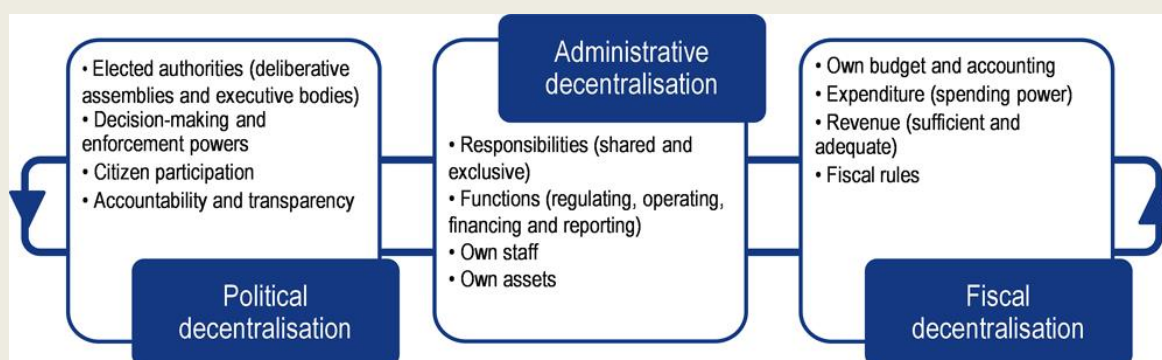 • Elected authorities (deliberative
assemblies and executive bodies)
• Decision-making and
enforcement powers
• Citizen participation
• Accountability and transparency
Political
decentralisation
Administrative
decentralisation
• Responsibilities (shared and
exclusive)
• Functions (regulating, operating,
financing and reporting)
• Own staff
• Own assets
• Own budget and accounting
• Expenditure (spending power)
• Revenue (sufficient and
adequate)
• Fiscal rules
Fiscal
decentralisation